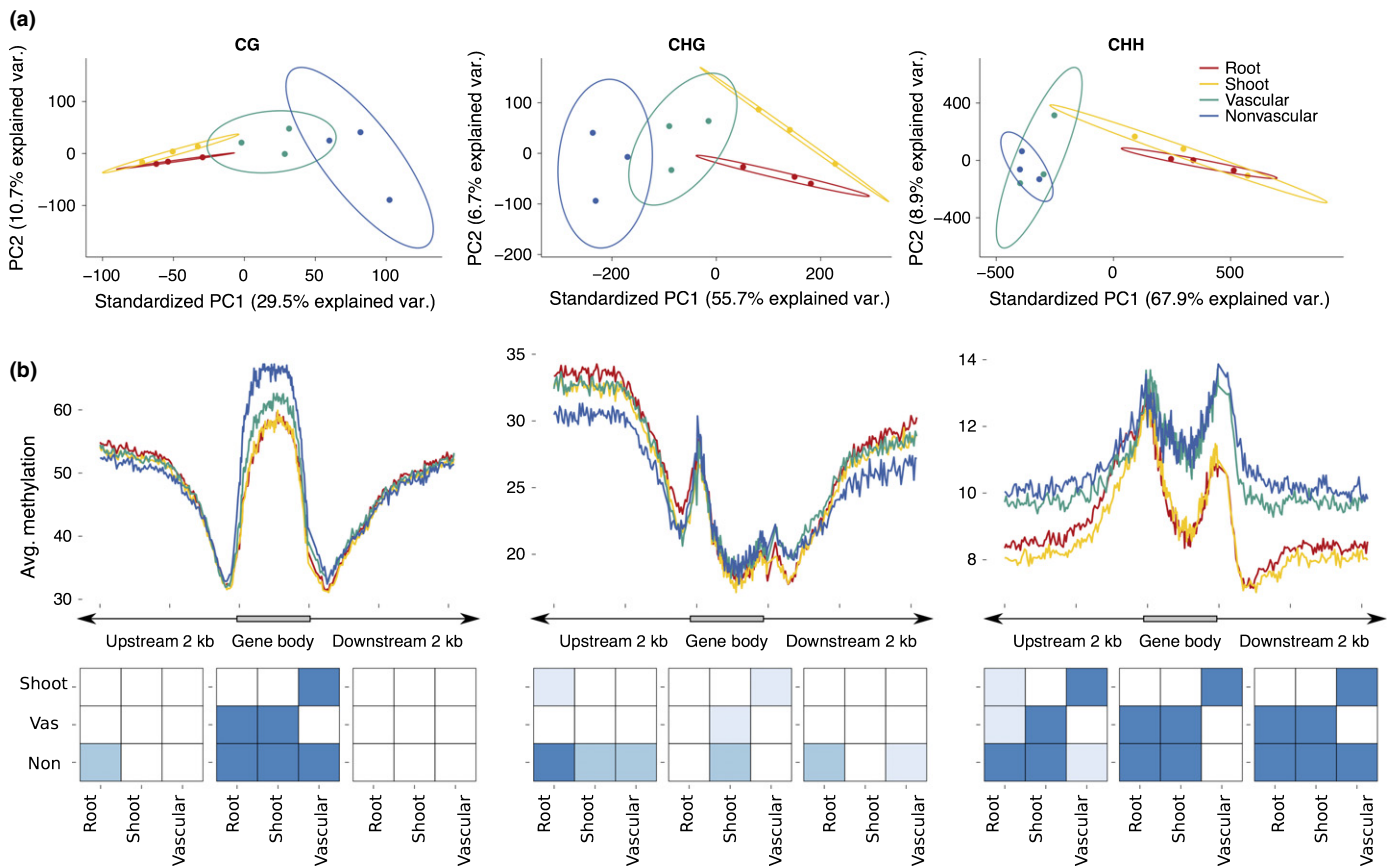 (a)
CG
CHG
CHH
PC2 (10.7% explained var.)
100
0
−100
−100
−50
0
50
100
Standardized PC1 (29.5% explained var.)
PC2 (6.7% explained var.)
100
0
−100
−200
−200
0
200
Standardized PC1 (55.7% explained var.)
PC2 (8.9% explained var.)
400
0
−400
−500
0
500
Standardized PC1 (67.9% explained var.)
Root
Shoot
Vascular
Nonvascular
(b)
Avg. methylation
60
50
40
30
35
30
25
20
14
12
10
8
Upstream 2 kb
Gene body
Downstream 2 kb
Upstream 2 kb
Gene body
Downstream 2 kb
Upstream 2 kb
Gene body
Downstream 2 kb
Shoot
Vas
Non
Root
Shoot
Vascular
Root
Shoot
Vascular
Root
Shoot
Vascular
Root
Shoot
Vascular
Root
Shoot
Vascular
Root
Shoot
Vascular
Root
Shoot
Vascular
Root
Shoot
Vascular
Root
Shoot
Vascular